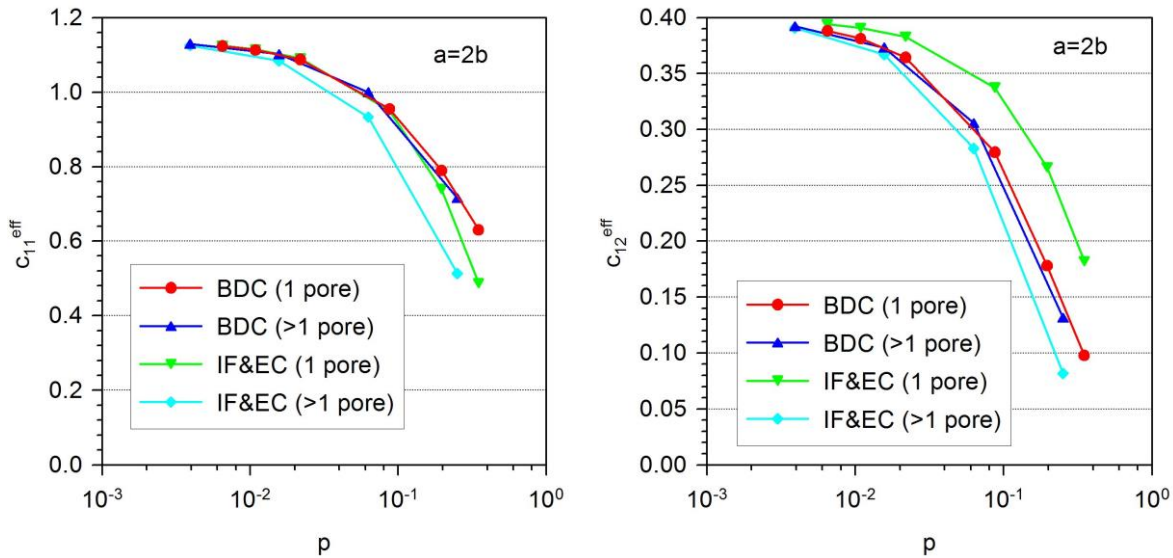 1.2
1.0
0.8
0.6
0.4
0.2
0.0
c₁₁ᵉᶠᶠ
a=2b
BDC (1 pore)
BDC (>1 pore)
IF&EC (1 pore)
IF&EC (>1 pore)
10⁻³ 10⁻² 10⁻¹ 10⁰
p
0.40
0.35
0.30
0.25
0.20
0.15
0.10
0.05
0.00
c₁₂ᵉᶠᶠ
a=2b
BDC (1 pore)
BDC (>1 pore)
IF&EC (1 pore)
IF&EC (>1 pore)
10⁻³ 10⁻² 10⁻¹ 10⁰
p